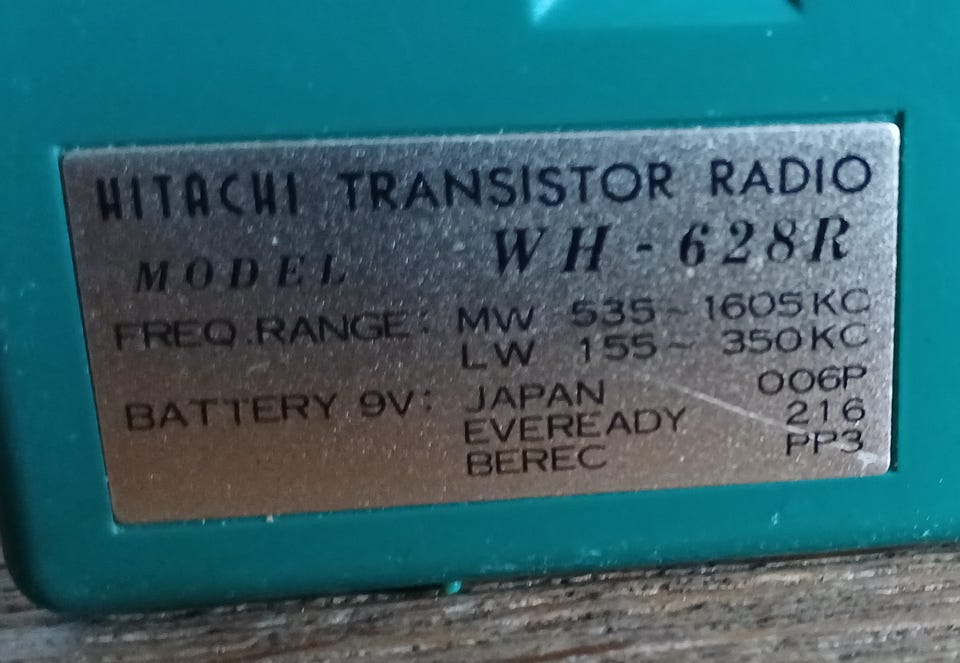 HITACHI TRANSISTOR RADIO
MODEL WH-628R
FREQ.RANGE: MW 535~1605KC
LW 155~350KC
BATTERY 9V: JAPAN 006P
EVEREADY 216
BEREC PP3